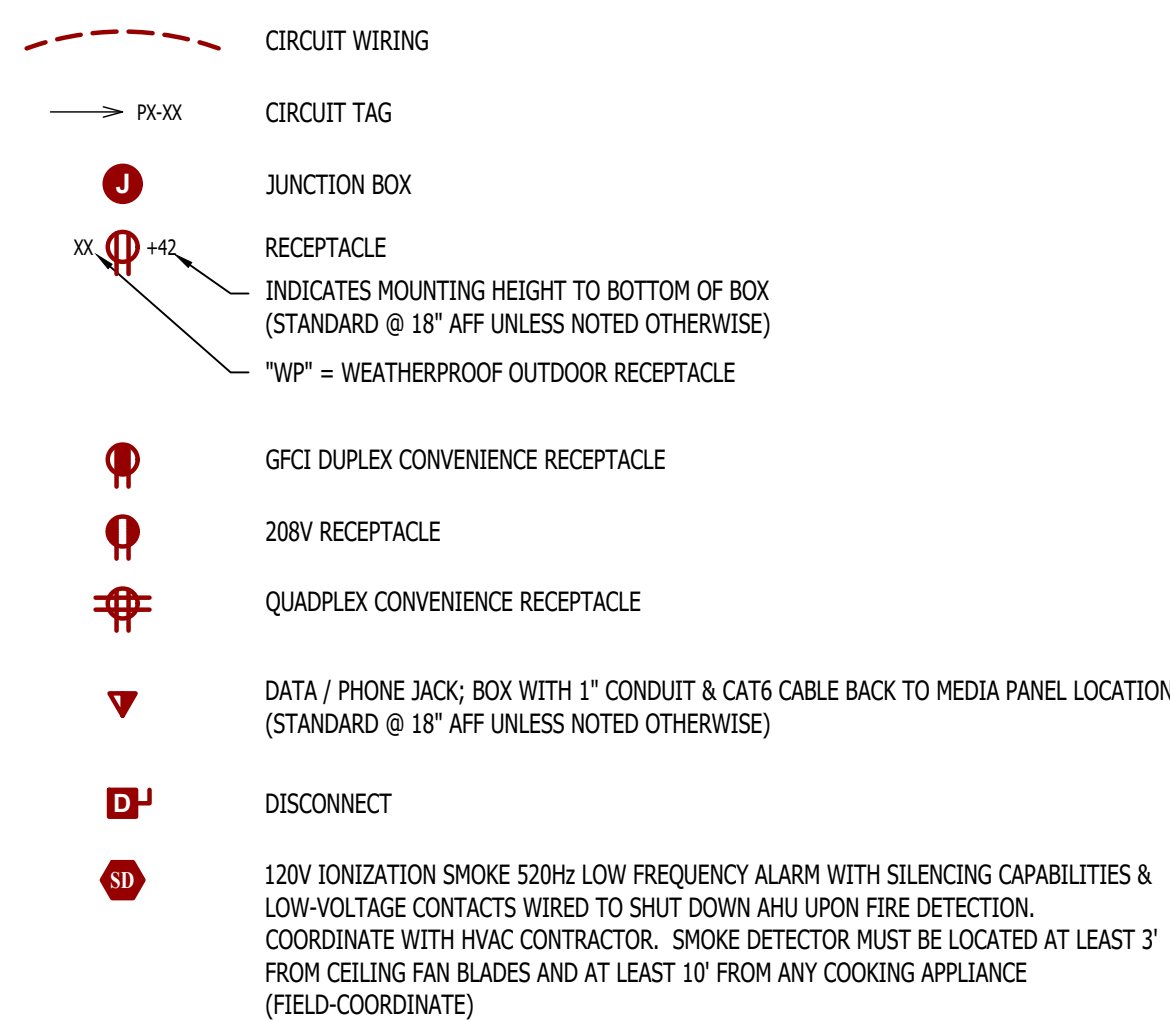 CIRCUIT WIRING
PX-XX CIRCUIT TAG
J JUNCTION BOX
XX +42 RECEPTACLE
INDICATES MOUNTING HEIGHT TO BOTTOM OF BOX
(STANDARD @ 18" AFF UNLESS NOTED OTHERWISE)
"WP" = WEATHERPROOF OUTDOOR RECEPTACLE
GFCI DUPLEX CONVENIENCE RECEPTACLE
208V RECEPTACLE
QUADPLEX CONVENIENCE RECEPTACLE
DATA / PHONE JACK; BOX WITH 1" CONDUIT & CAT6 CABLE BACK TO MEDIA PANEL LOCATION
(STANDARD @ 18" AFF UNLESS NOTED OTHERWISE)
D DISCONNECT
SD 120V IONIZATION SMOKE 520Hz LOW FREQUENCY ALARM WITH SILENCING CAPABILITIES &
LOW-VOLTAGE CONTACTS WIRED TO SHUT DOWN AHU UPON FIRE DETECTION.
COORDINATE WITH HVAC CONTRACTOR.  SMOKE DETECTOR MUST BE LOCATED AT LEAST 3'
FROM CEILING FAN BLADES AND AT LEAST 10' FROM ANY COOKING APPLIANCE
(FIELD-COORDINATE)